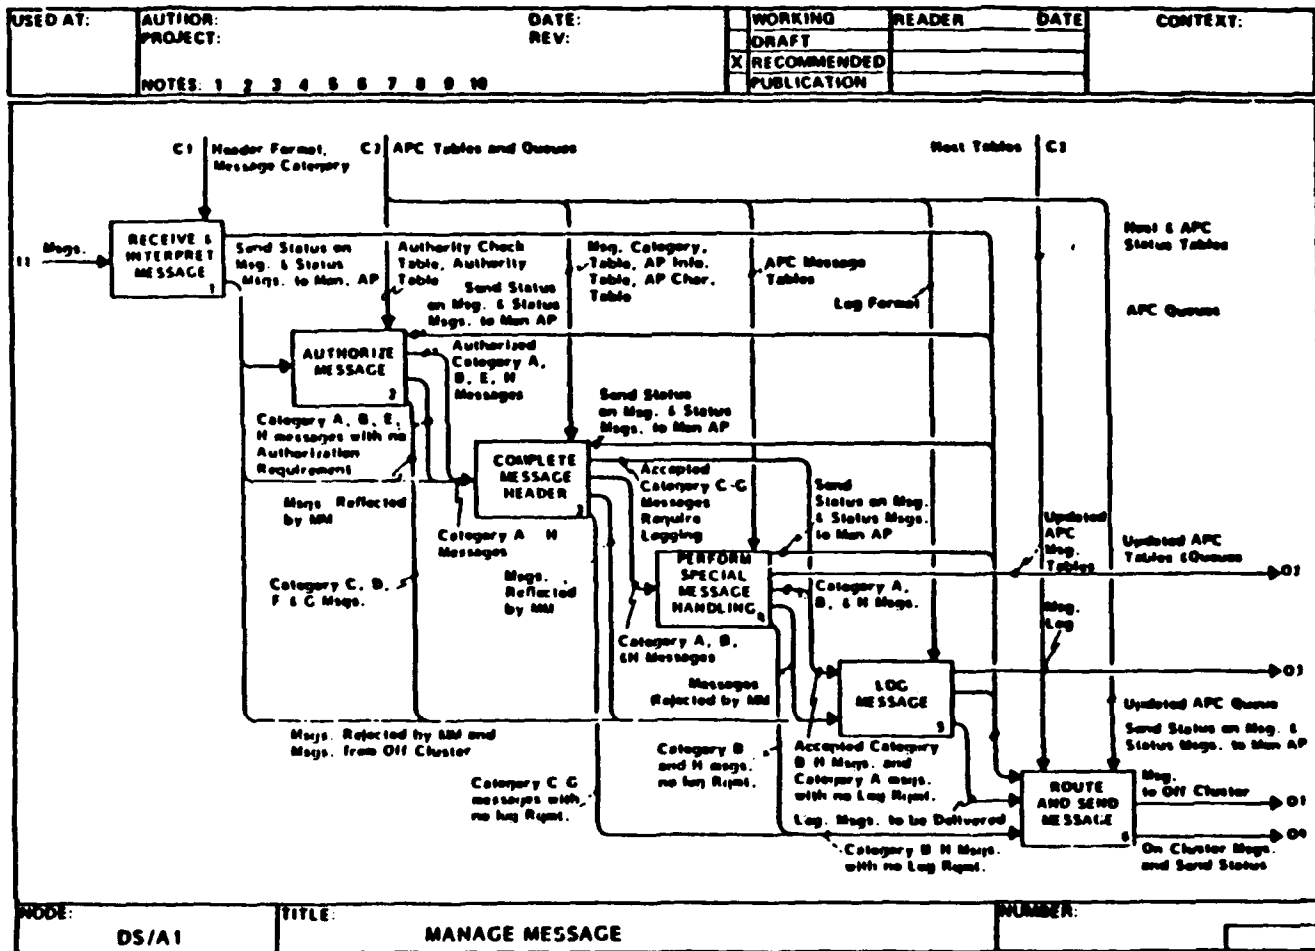 USED AT:
AUTHOR:
DATE:
PROJECT:
REV:
NOTES: 1 2 3 4 5 6 7 8 9 10
WORKING
DRAFT
X RECOMMENDED
PUBLICATION
READER DATE
CONTEXT:
C1 Header Format,
Message Category
C2 APC Tables and Queues
Host Tables C3
I1 Msgs.
RECEIVE &
INTERPRET
MESSAGE
1
Send Status on
Msg. & Status
Msgs. to Man. AP
Authority Check
Table, Authority
Table
Send Status
on Msg. & Status
Msgs. to Man AP
Msg. Category,
Table, AP Info.
Table, AP Char.
Table
APC Message
Tables
Log Format
Host & APC
Status Tables
APC Queues
AUTHORIZE
MESSAGE
2
Authorized
Category A,
B, E, H
Messages
Category A, B, E,
H messages with no
Authorization
Requirement
Send Status
on Msg. & Status
Msgs. to Man AP
COMPLETE
MESSAGE
HEADER
3
Msgs. Reflected
by MM
Category A H
Messages
Accepted
Category C-G
Messages
Require
Logging
Send
Status on Msg.
& Status Msgs.
to Man AP
Category C, D,
F & G Msgs.
Msgs.
Reflected
by MM
PERFORM
SPECIAL
MESSAGE
HANDLING
4
Updated
APC
Msg.
Tables
Updated APC
Tables &Queues
O2
Category A,
B, & H Msgs.
Msg.
Log
Category A, B,
&H Messages
Messages
Rejected by MM
LOG
MESSAGE
5
O3
Msgs. Rejected by MM and
Msgs. from Off Cluster
Updated APC Queue
Send Status on Msg. &
Status Msgs. to Man AP
Category B
and H msgs.
no log Rqmt.
Accepted Category
B H Msgs. and
Category A msgs.
with no Log Rqmt.
Category C G
messages with
no log Rqmt.
Log. Msgs. to be Delivered
Category B H Msgs.
with no Log Rqmt.
ROUTE
AND SEND
MESSAGE
6
Msg.
to Off Cluster
O1
O4
On Cluster Msgs.
and Send Status
NODE:
DS/A1
TITLE:
MANAGE MESSAGE
NUMBER: